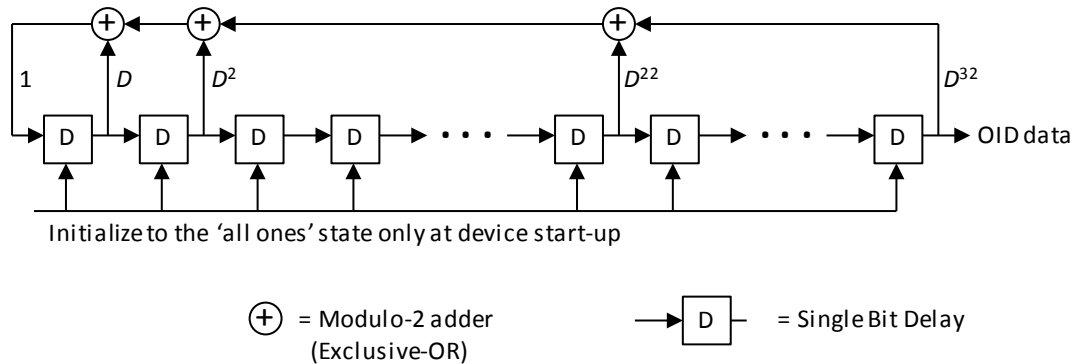 + + +
1 D D² D²² D³²
D D D D · · · D D · · · D OID data
Initialize to the ‘all ones’ state only at device start-up
+ = Modulo-2 adder D = Single Bit Delay
(Exclusive-OR)